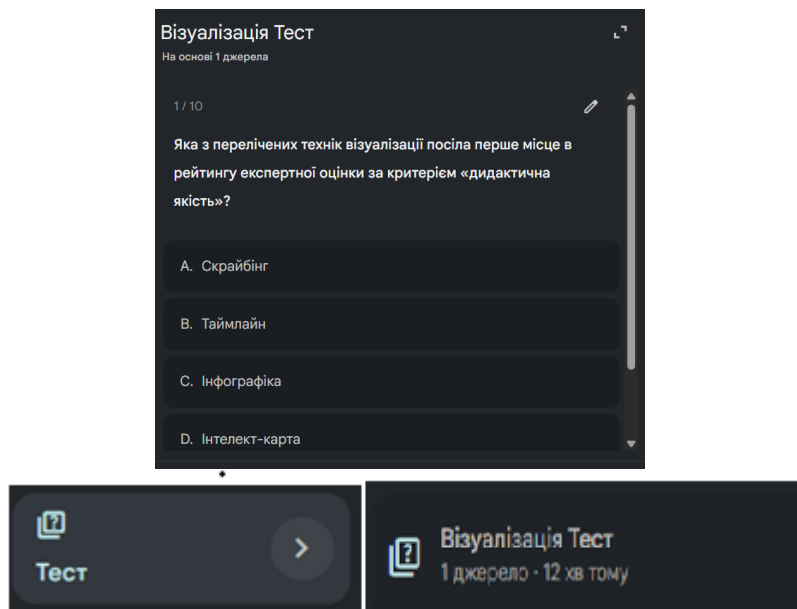 Візуалізація Тест
На основі 1 джерела
1 / 10
Яка з перелічених технік візуалізації посіла перше місце в
рейтингу експертної оцінки за критерієм «дидактична
якість»?
A. Скрайбінг
B. Таймлайн
C. Інфографіка
D. Інтелект-карта
Тест
Візуалізація Тест
1 джерело · 12 хв тому